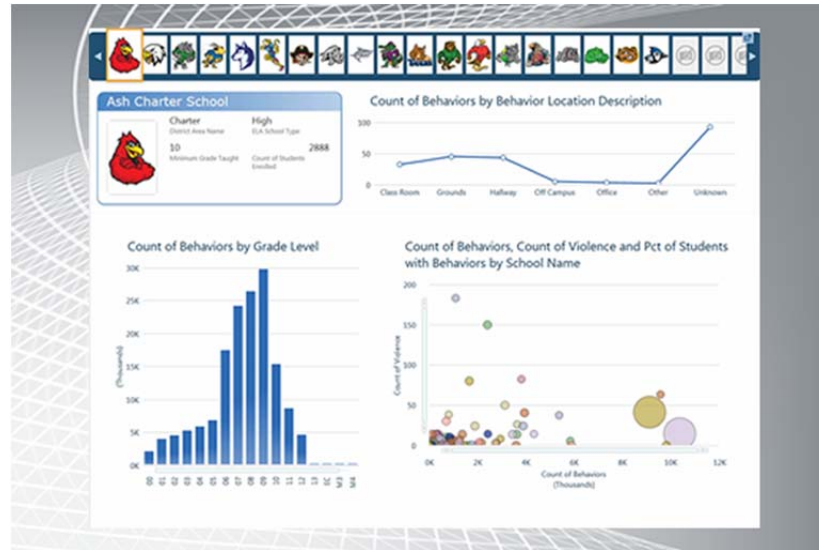 Ash Charter School
Charter
District Area Name
High
ELA School Type
10
Minimum Grade Taught
2888
Count of Students
Enrolled
Count of Behaviors by Behavior Location Description
100
50
0
Class Room Grounds Hallway Off Campus Office Other Unknown
Count of Behaviors by Grade Level
(Thousands)
30K
25K
20K
15K
10K
5K
0K
00 01 02 03 04 05 06 07 08 09 10 11 12
Count of Behaviors, Count of Violence and Pct of Students
with Behaviors by School Name
Count of Violence
200
150
100
50
0
0K 2K 4K 6K 8K 10K 12K
Count of Behaviors
(Thousands)